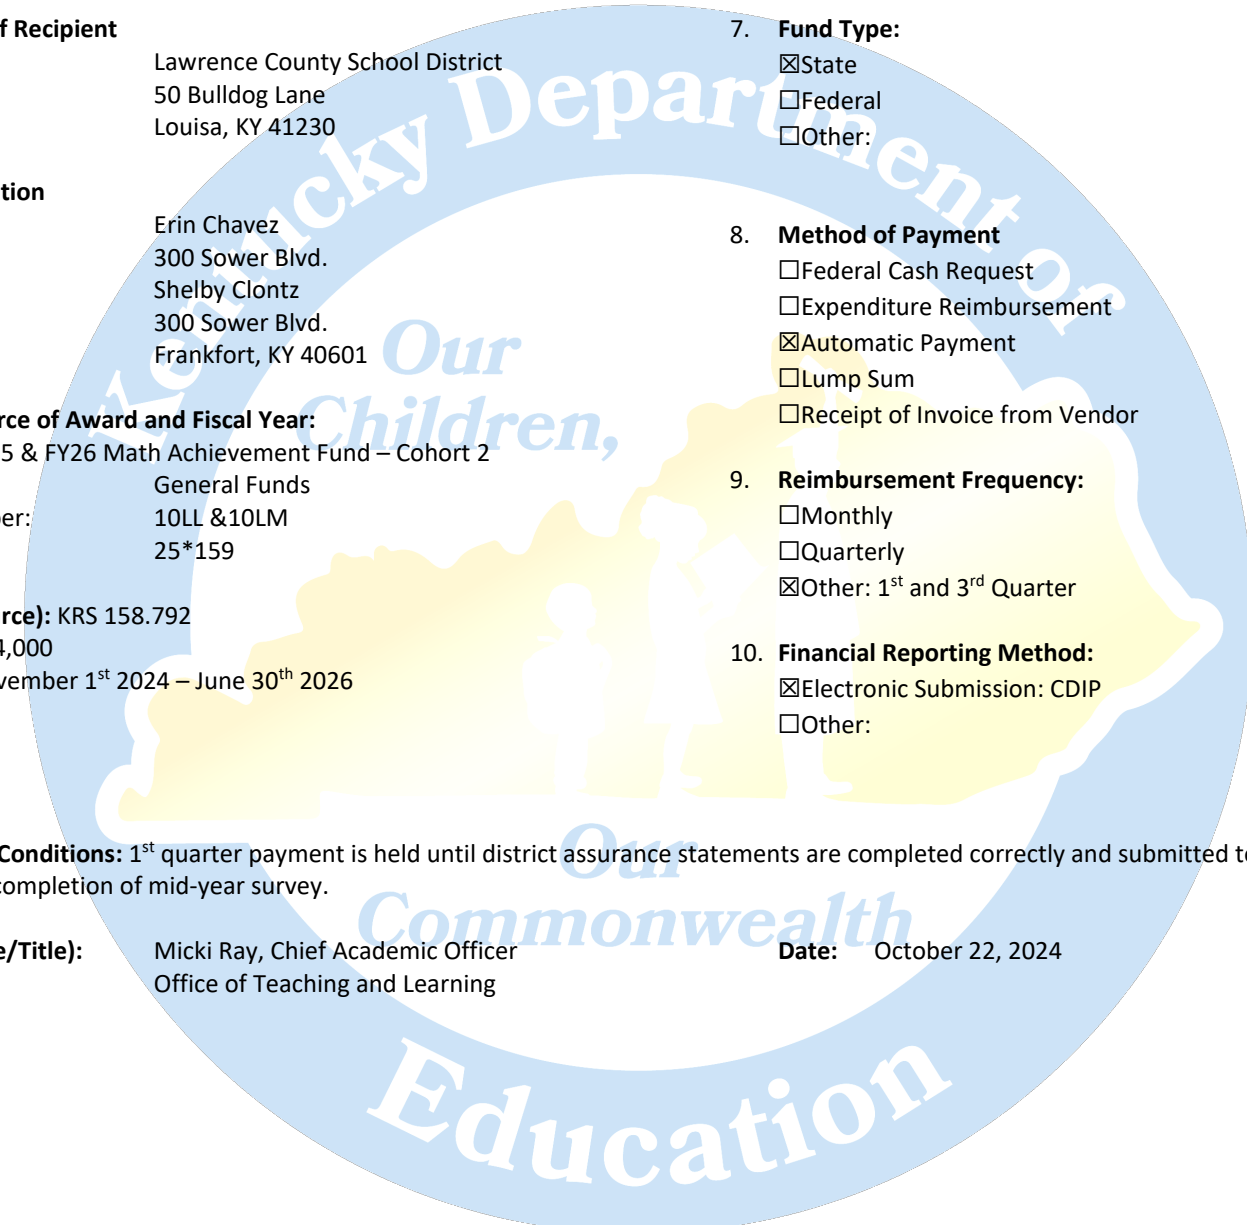 f Recipient
Lawrence County School District
50 Bulldog Lane
Louisa, KY 41230
tion
Erin Chavez
300 Sower Blvd.
Shelby Clontz
300 Sower Blvd.
Frankfort, KY 40601
rce of Award and Fiscal Year:
5 & FY26 Math Achievement Fund – Cohort 2
General Funds
ber: 10LL &10LM
25*159
rce): KRS 158.792
4,000
vember 1st 2024 – June 30th 2026
7. Fund Type:
☒State
☐Federal
☐Other:
8. Method of Payment
☐Federal Cash Request
☐Expenditure Reimbursement
☒Automatic Payment
☐Lump Sum
☐Receipt of Invoice from Vendor
9. Reimbursement Frequency:
☐Monthly
☐Quarterly
☒Other: 1st and 3rd Quarter
10. Financial Reporting Method:
☒Electronic Submission: CDIP
☐Other:
Conditions: 1st quarter payment is held until district assurance statements are completed correctly and submitted to
completion of mid-year survey.
e/Title): Micki Ray, Chief Academic Officer
Office of Teaching and Learning
Date: October 22, 2024
Kentucky Department of
Education
Our
Children,
Our
Commonwealth